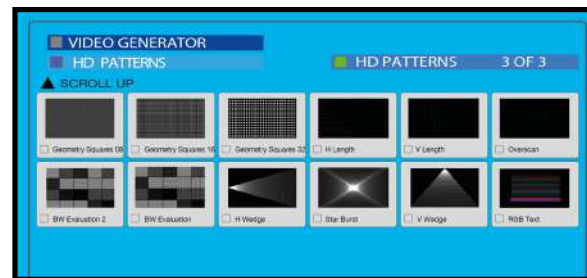 VIDEO GENERATOR
HD PATTERNS
HD PATTERNS 3 OF 3
SCROLL UP
Geometry Squares 08
Geometry Squares 16
Geometry Squares 32
H Length
V Length
Overscan
BW Evaluation 2
BW Evaluation
H Wedge
Star Burst
V Wedge
RGB Text